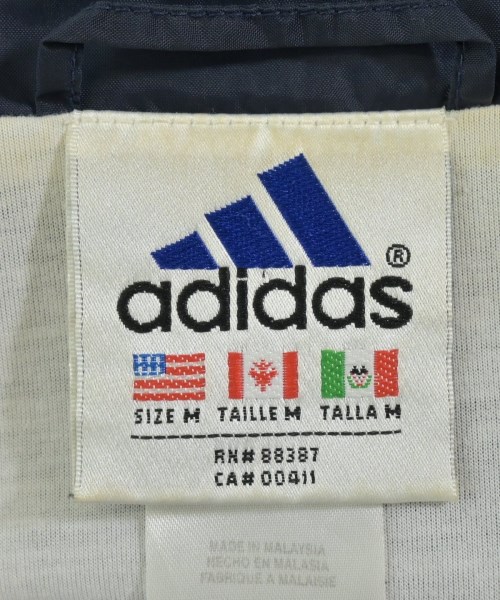 adidas®
SIZE M TAILLE M TALLA M
RN# 88387
CA# 00411
MADE IN MALAYSIA
HECHO EN MALASIA
FABRIQUÉ A MALAISIE